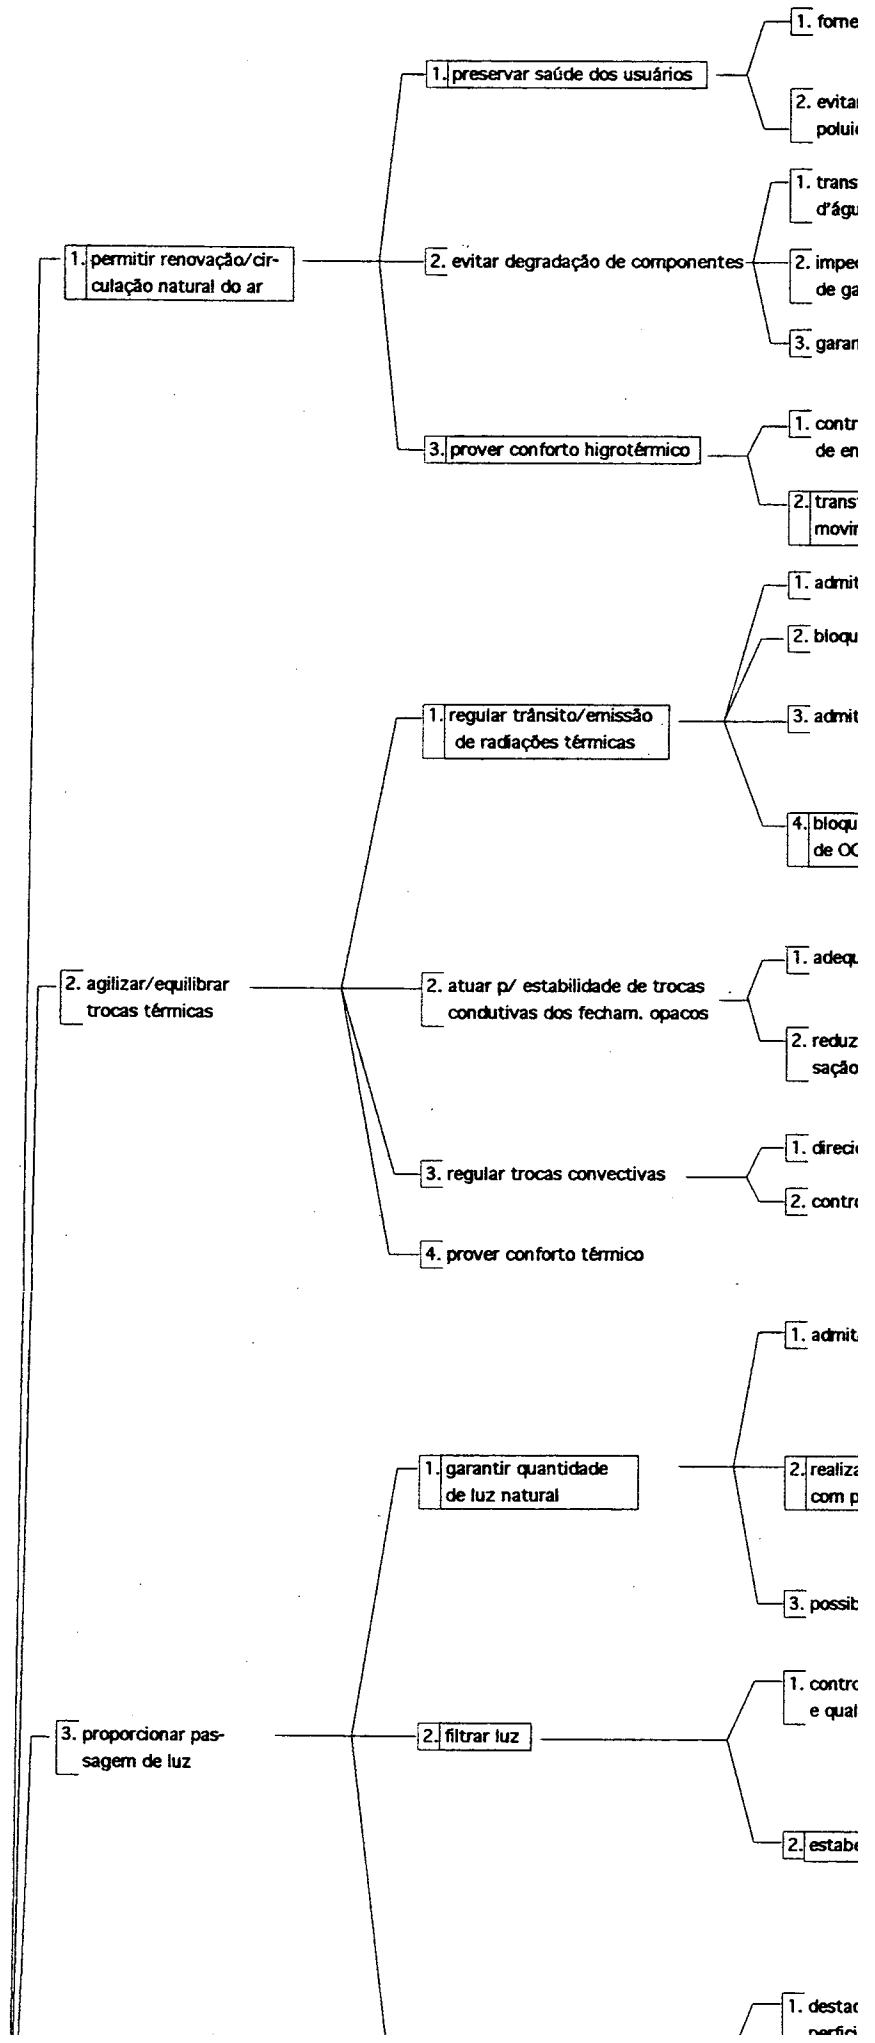 1. forne
1. preservar saúde dos usuários
2. evitar
polui
1. trans
d'águ
1. permitir renovação/cir-
culação natural do ar
2. evitar degradação de componentes
2. imped
de ga
3. garan
1. contr
de en
3. prover conforto higrotérmico
2. trans
movi
1. admit
2. bloqu
1. regular trânsito/emissão
de radiações térmicas
3. admit
4. bloqu
de OC
1. adequ
2. agilizar/equilibrar
trocas térmicas
2. atuar p/ estabilidade de trocas
condutivas dos fecham. opacos
2. reduz
sação
1. direci
3. regular trocas convectivas
2. contro
4. prover conforto térmico
1. admit
1. garantir quantidade
de luz natural
2. realiza
com p
3. possib
1. contro
e qual
3. proporcionar pas-
sagem de luz
2. filtrar luz
2. estabe
1. destac
perfici